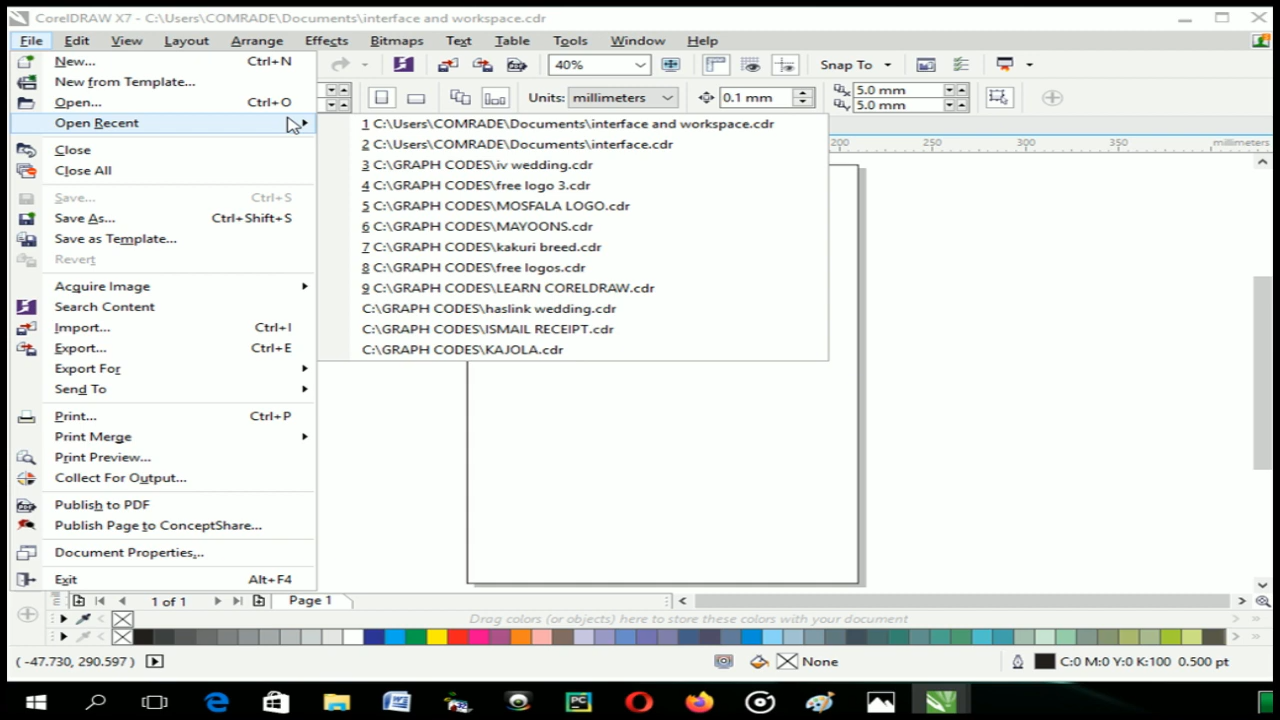 CorelDRAW X7 - C:\Users\COMRADE\Documents\interface and workspace.cdr
File Edit View Layout Arrange Effects Bitmaps Text Table Tools Window Help
New... Ctrl+N
New from Template...
Open... Ctrl+O
Open Recent
Close
Close All
Save... Ctrl+S
Save As... Ctrl+Shift+S
Save as Template...
Revert
Acquire Image
Search Content
Import... Ctrl+I
Export... Ctrl+E
Export For
Send To
Print... Ctrl+P
Print Merge
Print Preview...
Collect For Output...
Publish to PDF
Publish Page to ConceptShare...
Document Properties...
Exit Alt+F4
40% Snap To
Units: millimeters 0.1 mm 5.0 mm
5.0 mm
1 C:\Users\COMRADE\Documents\interface and workspace.cdr
2 C:\Users\COMRADE\Documents\interface.cdr
3 C:\GRAPH CODES\iv wedding.cdr
4 C:\GRAPH CODES\free logo 3.cdr
5 C:\GRAPH CODES\MOSFALA LOGO.cdr
6 C:\GRAPH CODES\MAYOONS.cdr
7 C:\GRAPH CODES\kakuri breed.cdr
8 C:\GRAPH CODES\free logos.cdr
9 C:\GRAPH CODES\LEARN CORELDRAW.cdr
C:\GRAPH CODES\haslink wedding.cdr
C:\GRAPH CODES\ISMAIL RECEIPT.cdr
C:\GRAPH CODES\KAJOLA.cdr
200 250 300 350 millimeters
1 of 1 Page 1
Drag colors (or objects) here to store these colors with your document
( -47.730, 290.597 ) None C:0 M:0 Y:0 K:100 0.500 pt